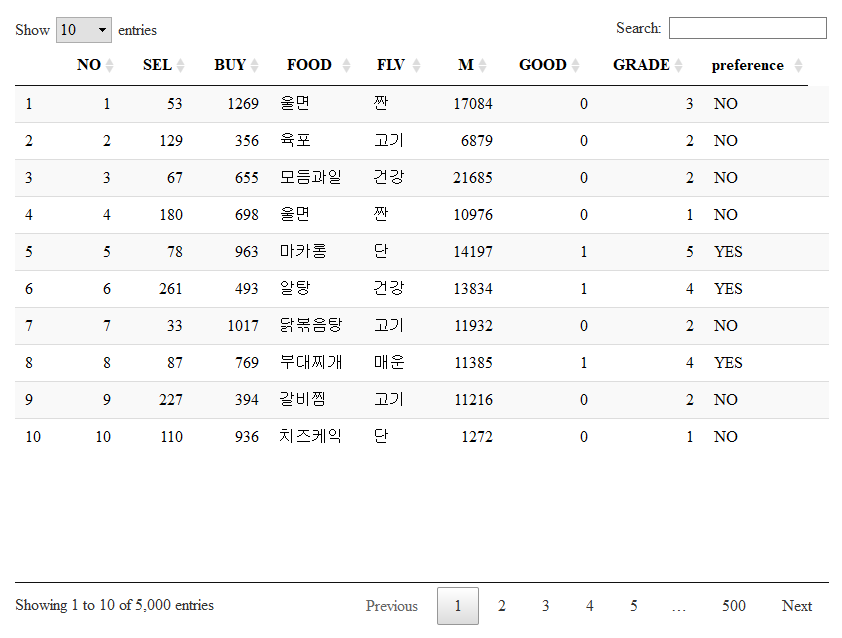 Show 10 entries Search:
NO SEL BUY FOOD FLV M GOOD GRADE preference
1 1 53 1269 울면 짠 17084 0 3 NO
2 2 129 356 육포 고기 6879 0 2 NO
3 3 67 655 모듬과일 건강 21685 0 2 NO
4 4 180 698 울면 짠 10976 0 1 NO
5 5 78 963 마카롱 단 14197 1 5 YES
6 6 261 493 알탕 건강 13834 1 4 YES
7 7 33 1017 닭볶음탕 고기 11932 0 2 NO
8 8 87 769 부대찌개 매운 11385 1 4 YES
9 9 227 394 갈비찜 고기 11216 0 2 NO
10 10 110 936 치즈케익 단 1272 0 1 NO
Showing 1 to 10 of 5,000 entries Previous 1 2 3 4 5 … 500 Next